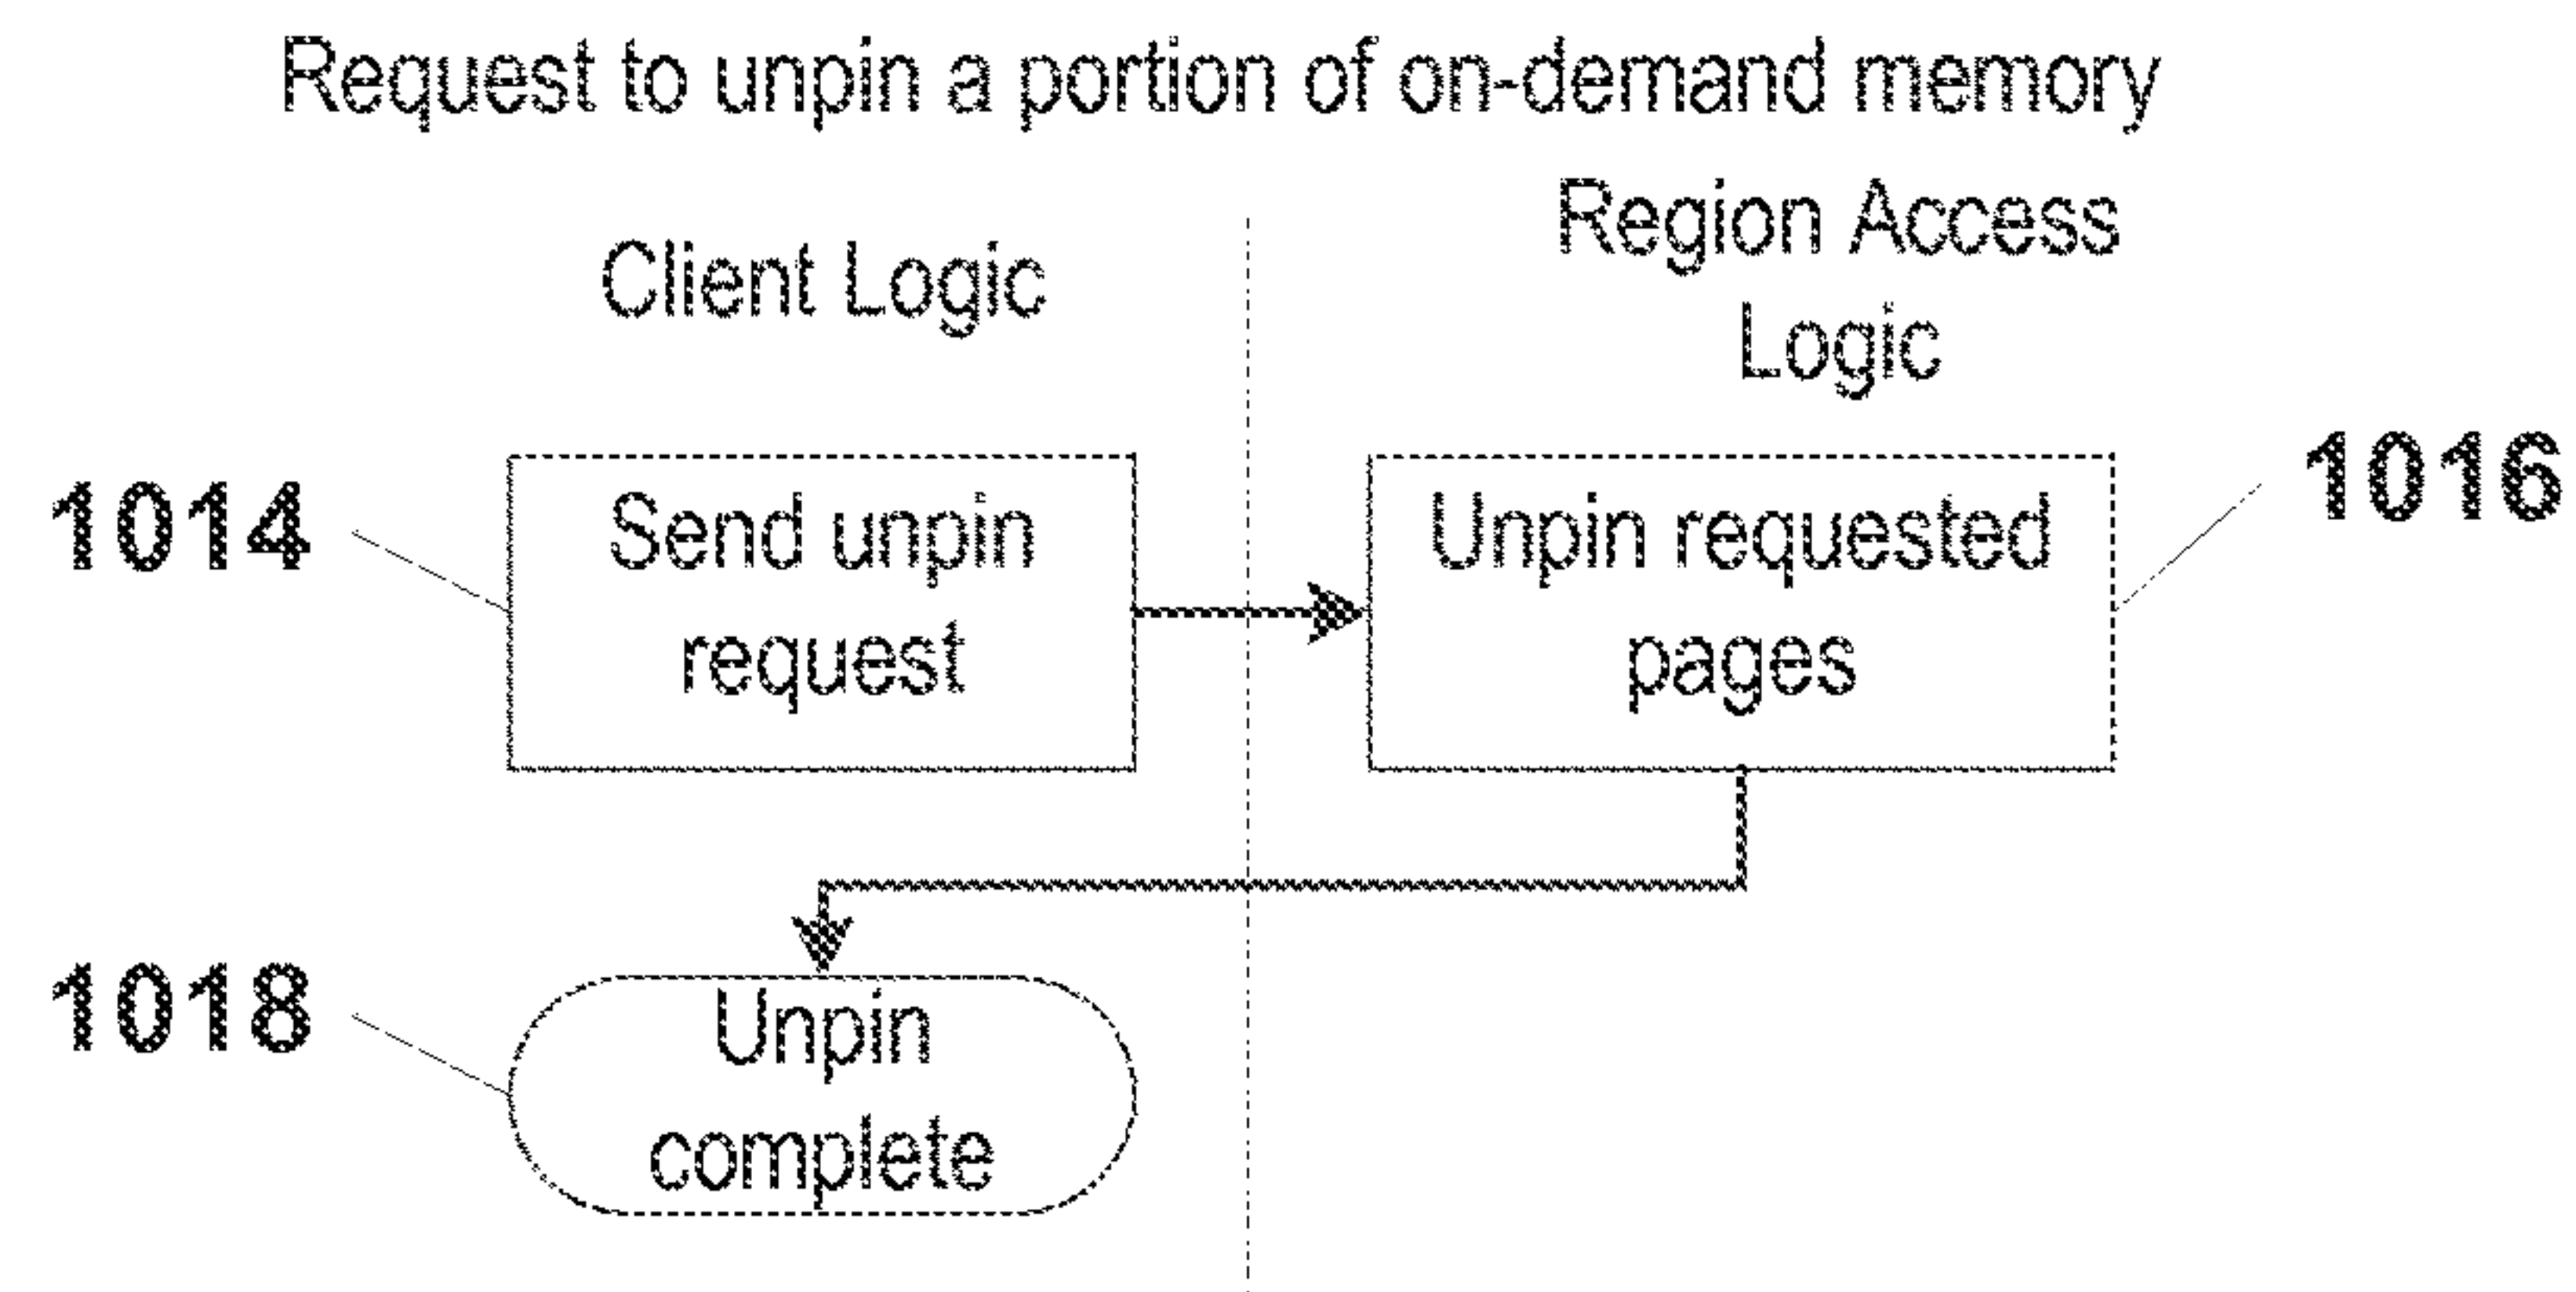 Request to unpin a portion of on-demand memory
Client Logic
Region Access
Logic
1014
Send unpin
request
Unpin requested
pages
1016
1018
Unpin
complete